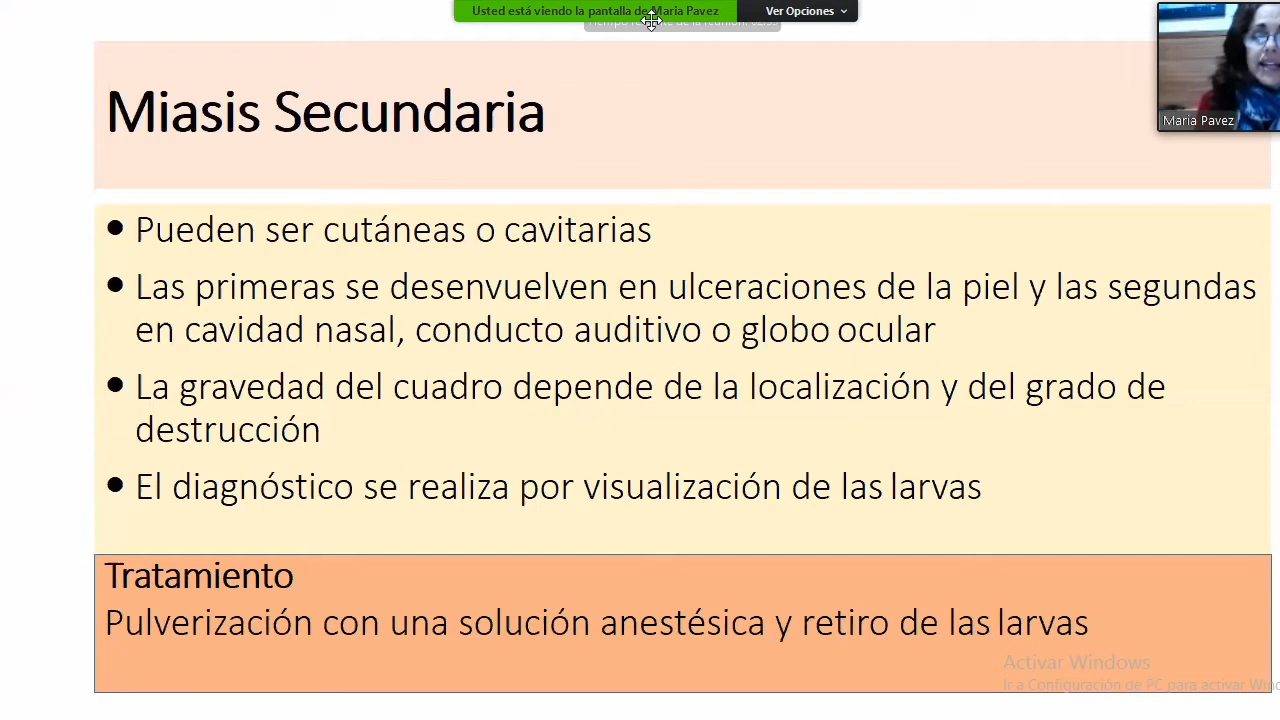 Usted está viendo la pantalla de Maria Pavez
Ver Opciones
Maria Pavez
Miasis Secundaria
• Pueden ser cutáneas o cavitarias
• Las primeras se desenvuelven en ulceraciones de la piel y las segundas
en cavidad nasal, conducto auditivo o globo ocular
• La gravedad del cuadro depende de la localización y del grado de
destrucción
• El diagnóstico se realiza por visualización de las larvas
Tratamiento
Pulverización con una solución anestésica y retiro de las larvas
Activar Windows
Ir a Configuración de PC para activar